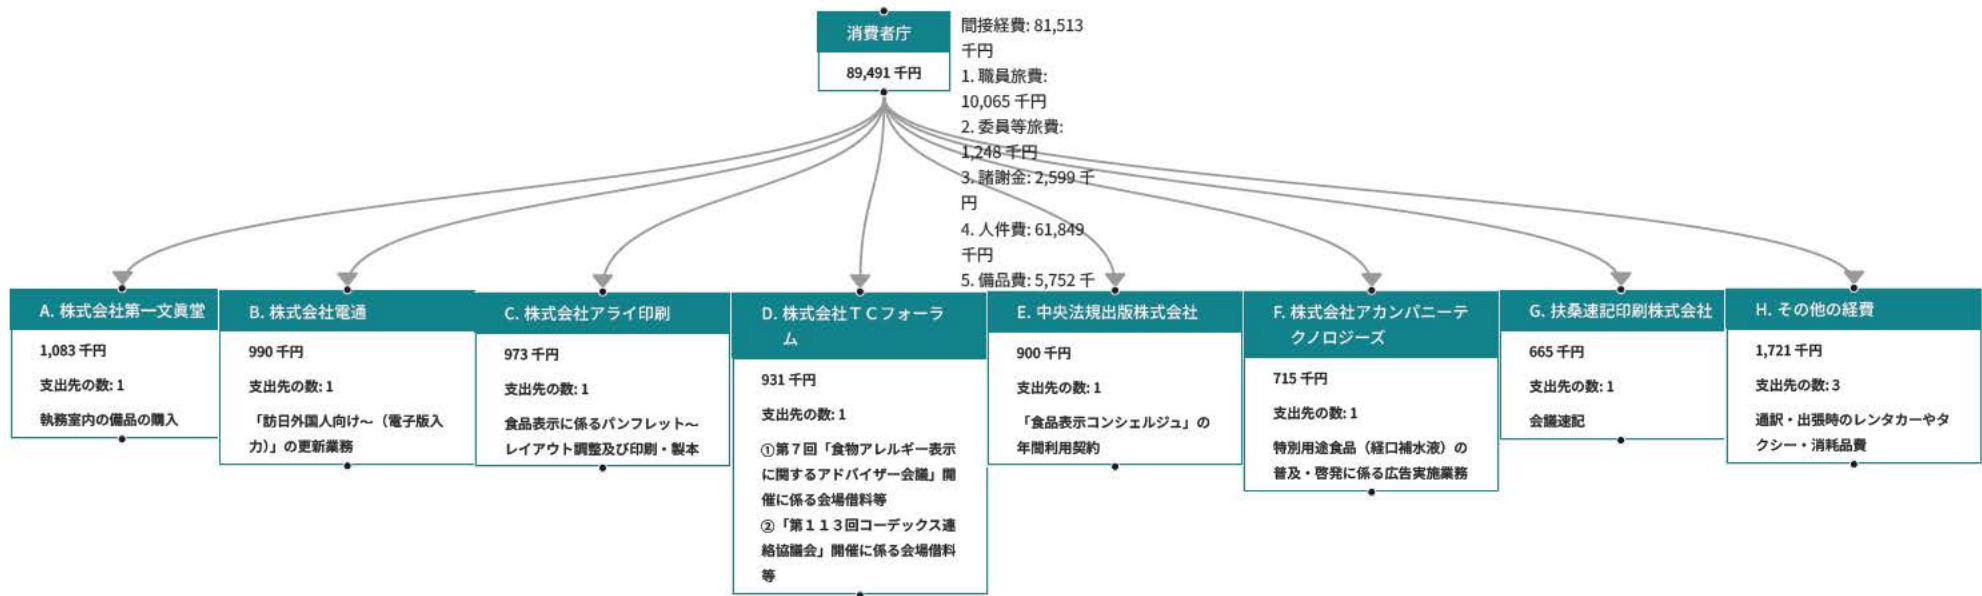 消費者庁
89,491 千円
間接経費: 81,513
千円
1. 職員旅費:
10,065 千円
2. 委員等旅費:
1,248 千円
3. 諸謝金: 2,599 千
円
4. 人件費: 61,849
千円
5. 備品費: 5,752 千
A. 株式会社第一文眞堂
1,083 千円
支出先の数: 1
執務室内の備品の購入
B. 株式会社電通
990 千円
支出先の数: 1
「訪日外国人向け～（電子版入
力）」の更新業務
C. 株式会社アライ印刷
973 千円
支出先の数: 1
食品表示に係るパンフレット～
レイアウト調整及び印刷・製本
D. 株式会社ＴＣフォーラ
ム
931 千円
支出先の数: 1
①第７回「食物アレルギー表示
に関するアドバイザー会議」開
催に係る会場借料等
②「第１１３回コーデックス連
絡協議会」開催に係る会場借料
等
E. 中央法規出版株式会社
900 千円
支出先の数: 1
「食品表示コンシェルジュ」の
年間利用契約
F. 株式会社アカンパニーテ
クノロジーズ
715 千円
支出先の数: 1
特別用途食品（経口補水液）の
普及・啓発に係る広告実施業務
G. 扶桑速記印刷株式会社
665 千円
支出先の数: 1
会議速記
H. その他の経費
1,721 千円
支出先の数: 3
通訳・出張時のレンタカーやタ
クシー・消耗品費